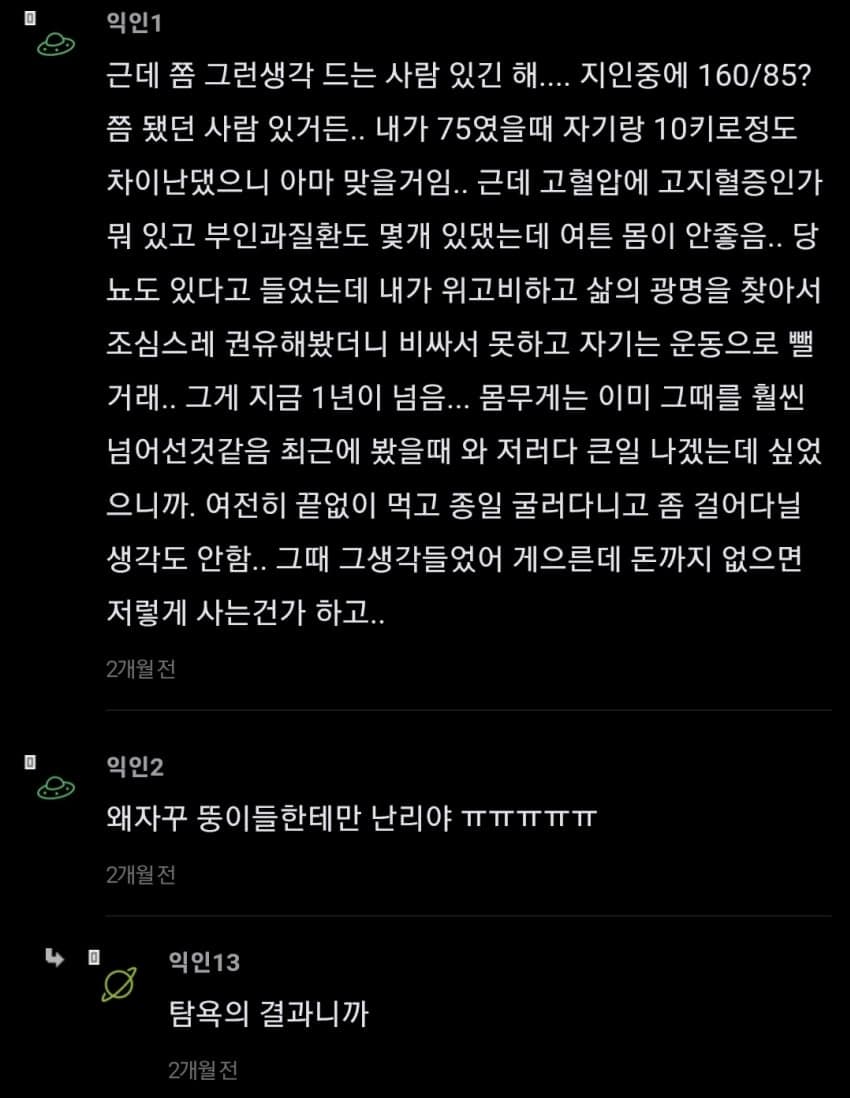 익인1
근데 쫌 그런생각 드는 사람 있긴 해.... 지인중에 160/85?
쯤 됐던 사람 있거든.. 내가 75였을때 자기랑 10키로정도
차이난댔으니 아마 맞을거임.. 근데 고혈압에 고지혈증인가
뭐 있고 부인과질환도 몇개 있댔는데 여튼 몸이 안좋음.. 당
뇨도 있다고 들었는데 내가 위고비하고 삶의 광명을 찾아서
조심스레 권유해봤더니 비싸서 못하고 자기는 운동으로 뺄
거래.. 그게 지금 1년이 넘음... 몸무게는 이미 그때를 훨씬
넘어선것같음 최근에 봤을때 와 저러다 큰일 나겠는데 싶었
으니까. 여전히 끝없이 먹고 종일 굴러다니고 좀 걸어다닐
생각도 안함.. 그때 그생각들었어 게으른데 돈까지 없으면
저렇게 사는건가 하고..
2개월 전
익인2
왜자꾸 뚱이들한테만 난리야 ㅠㅠㅠㅠㅠ
2개월 전
익인13
탐욕의 결과니까
2개월 전